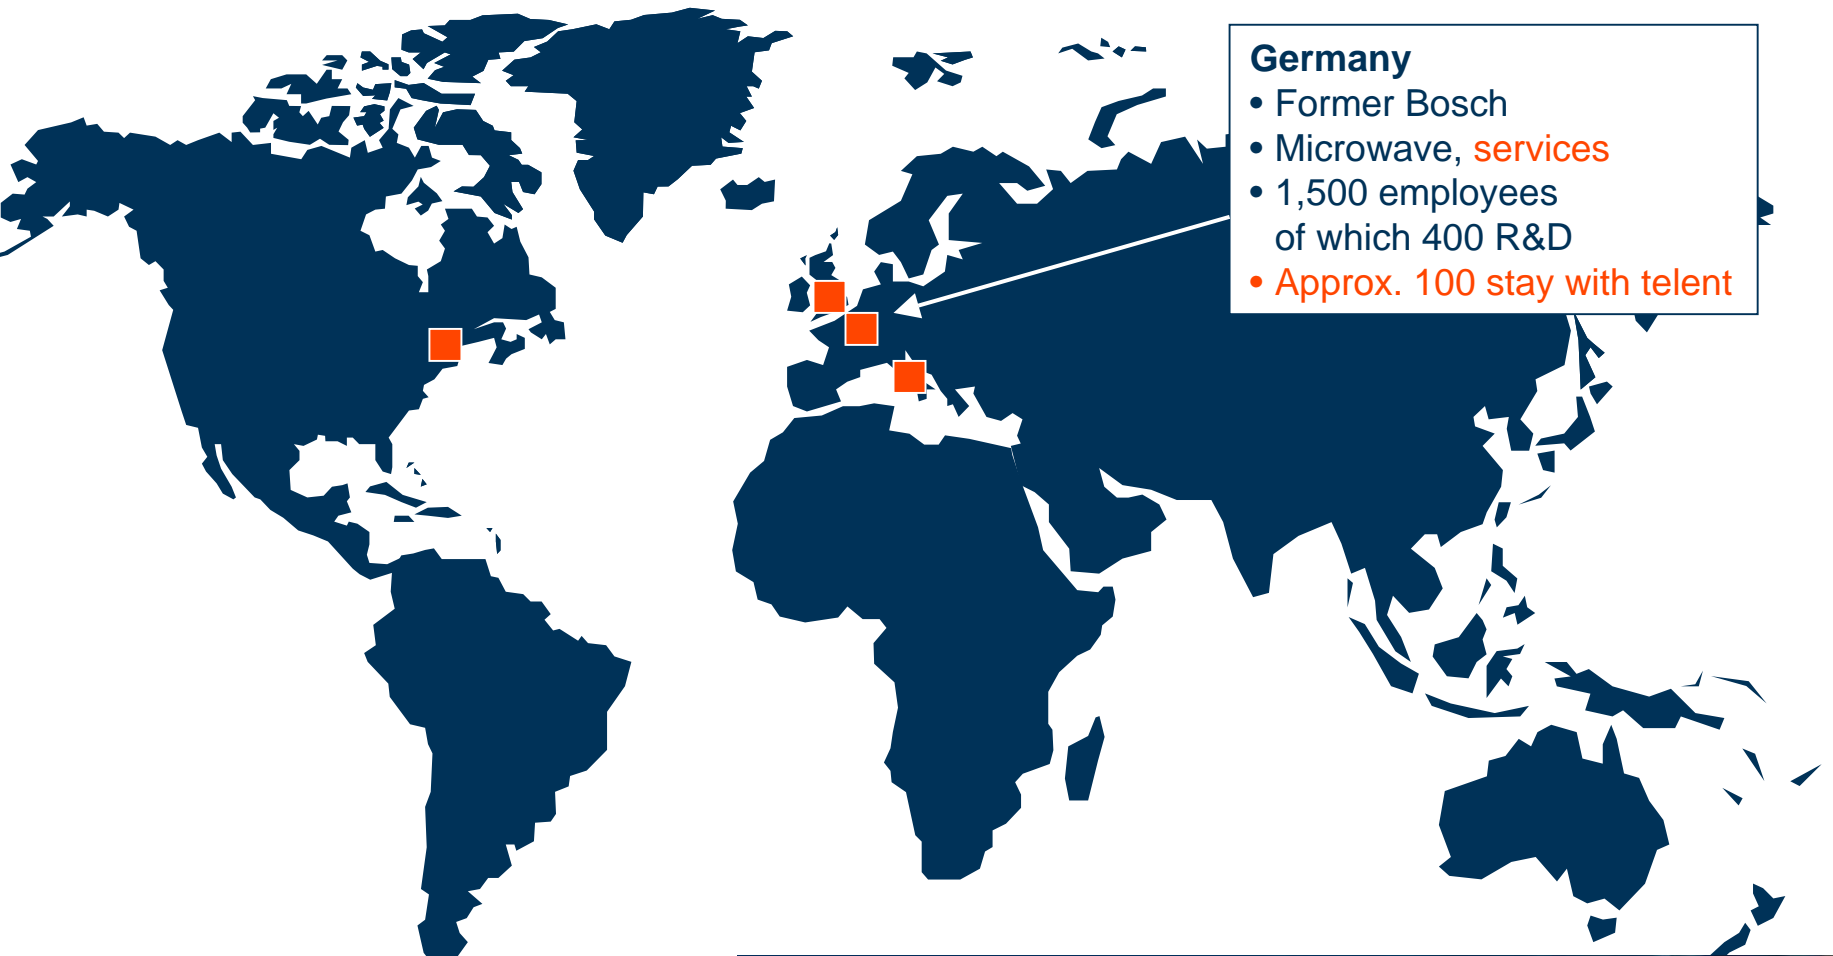 Germany
• Former Bosch
• Microwave, services
• 1,500 employees
of which 400 R&D
• Approx. 100 stay with telent